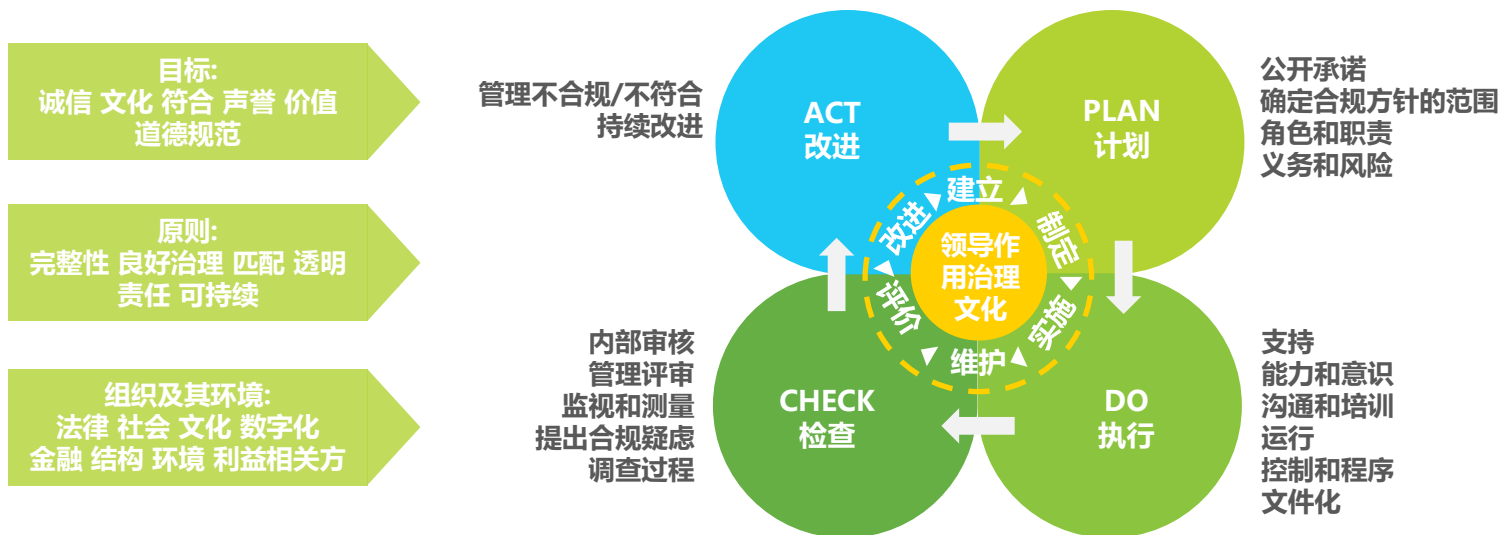 目标:
诚信 文化 符合 声誉 价值
道德规范
原则:
完整性 良好治理 匹配 透明
责任 可持续
组织及其环境:
法律 社会 文化 数字化
金融 结构 环境 利益相关方
管理不合规/不符合
持续改进
ACT
改进
PLAN
计划
公开承诺
确定合规方针的范围
角色和职责
义务和风险
建立
制定
实施
维护
评价
改进
领导作
用治理
文化
内部审核
管理评审
监视和测量
提出合规疑虑
调查过程
CHECK
检查
DO
执行
支持
能力和意识
沟通和培训
运行
控制和程序
文件化